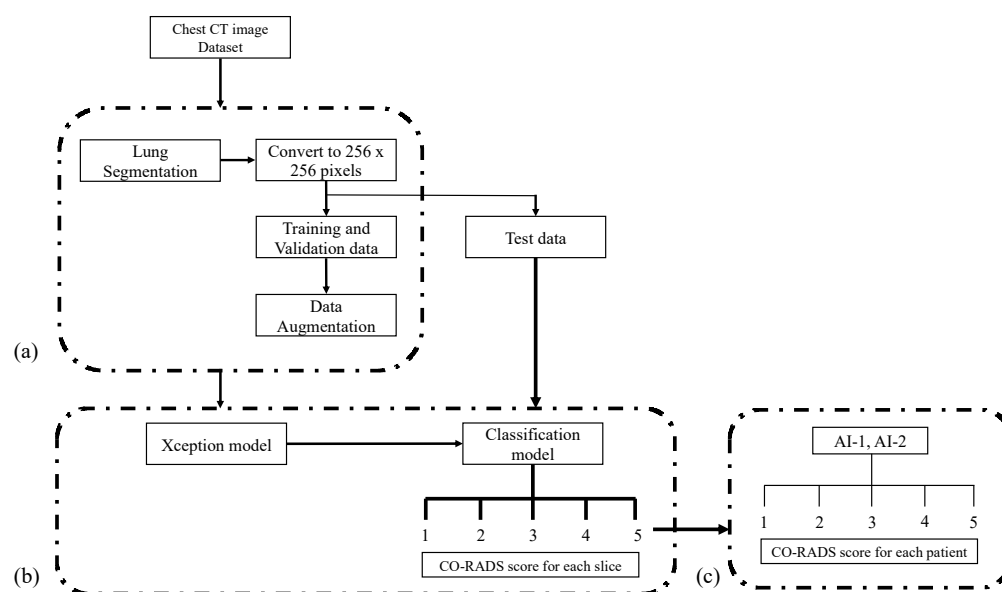 Chest CT image
Dataset
Lung
Segmentation
Convert to 256 x
256 pixels
Training and
Validation data
Test data
Data
Augmentation
(a)
Xception model
Classification
model
1 2 3 4 5
CO-RADS score for each slice
(b)
AI-1, AI-2
1 2 3 4 5
CO-RADS score for each patient
(c)